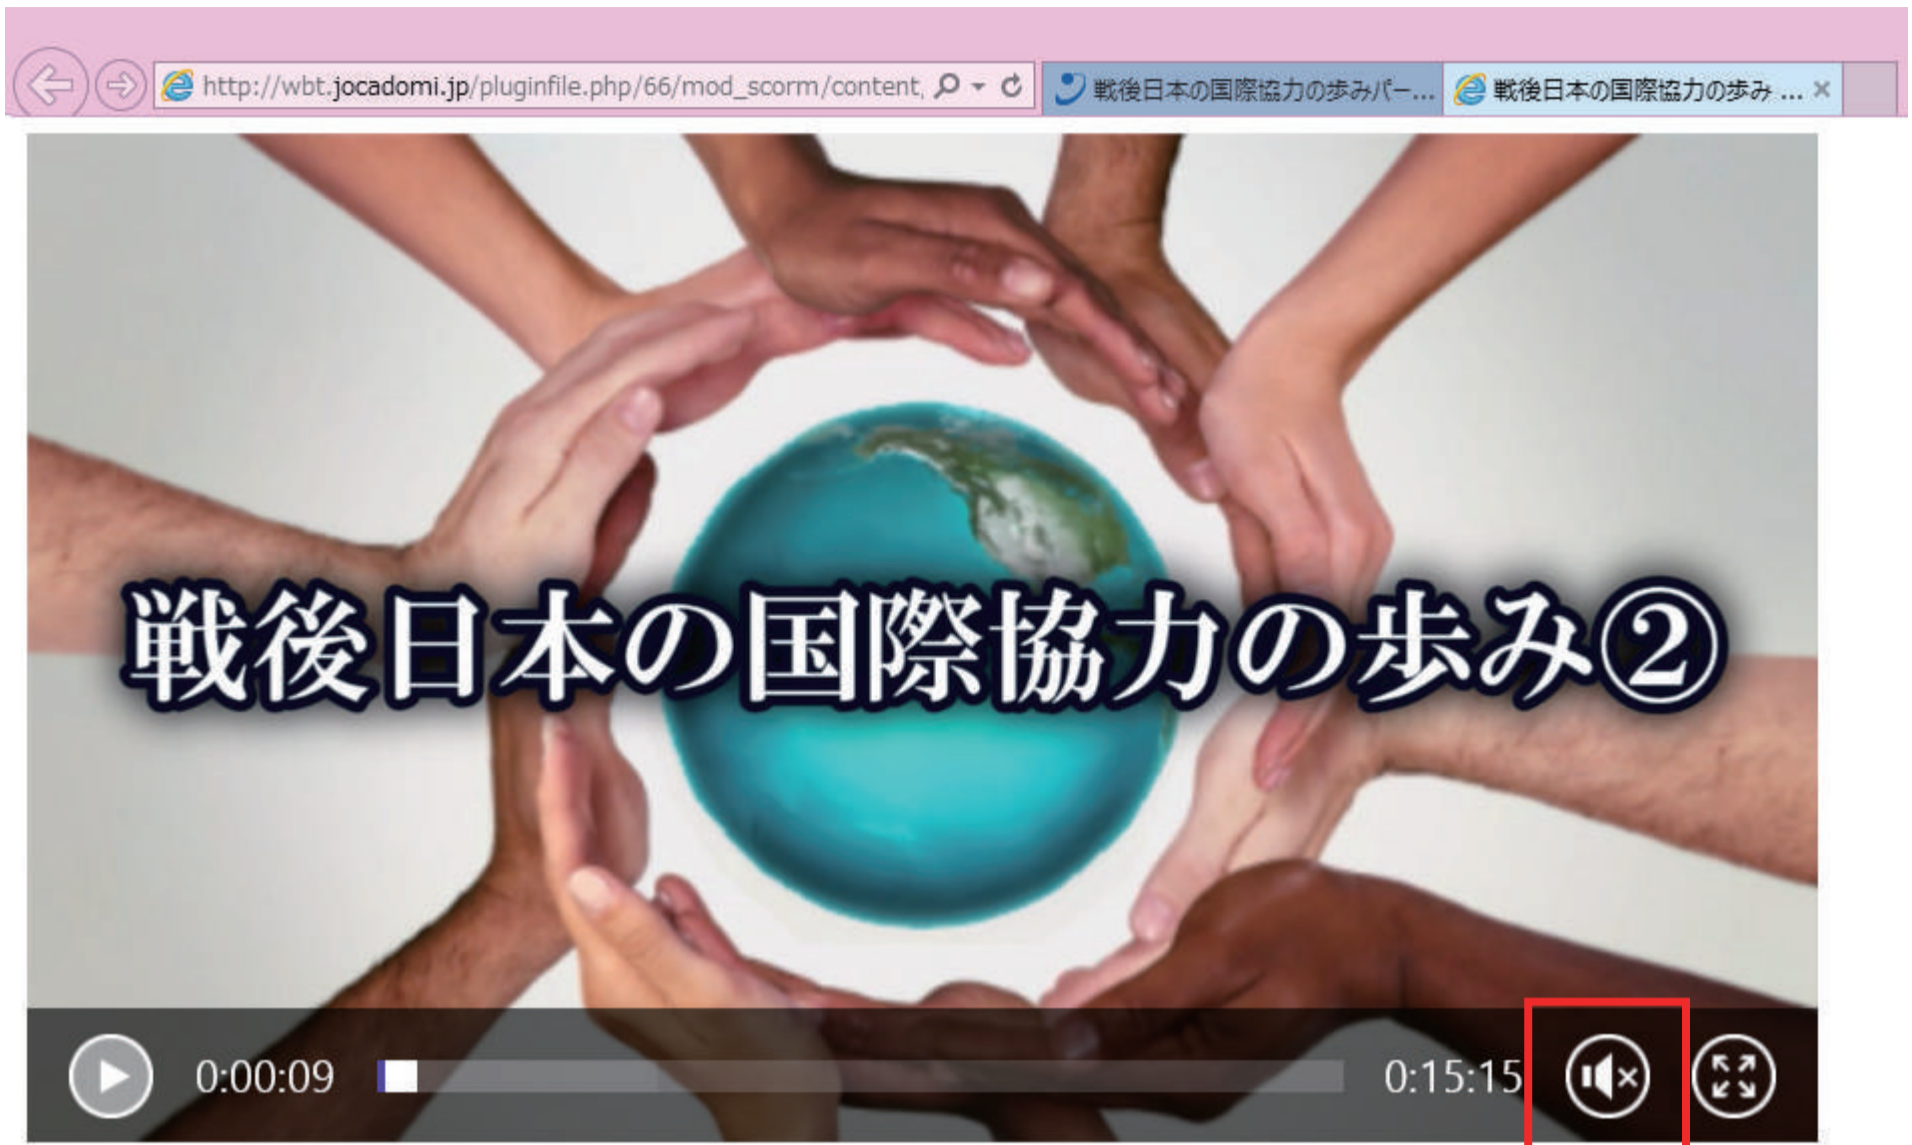 http://wbt.jocadomi.jp/pluginfile.php/66/mod_scorm/content,
戦後日本の国際協力の歩みパー...
戦後日本の国際協力の歩み ...
戦後日本の国際協力の歩み②
0:00:09
0:15:15